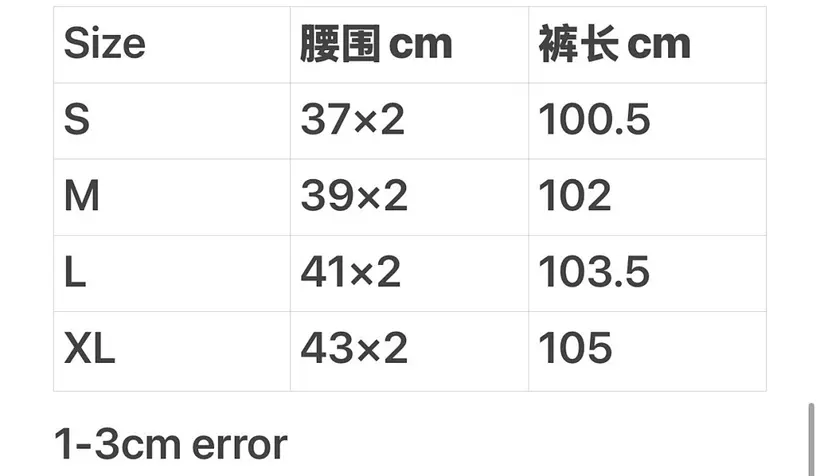 Size 腰围 cm 裤长 cm
S 37×2 100.5
M 39×2 102
L 41×2 103.5
XL 43×2 105
1-3cm error